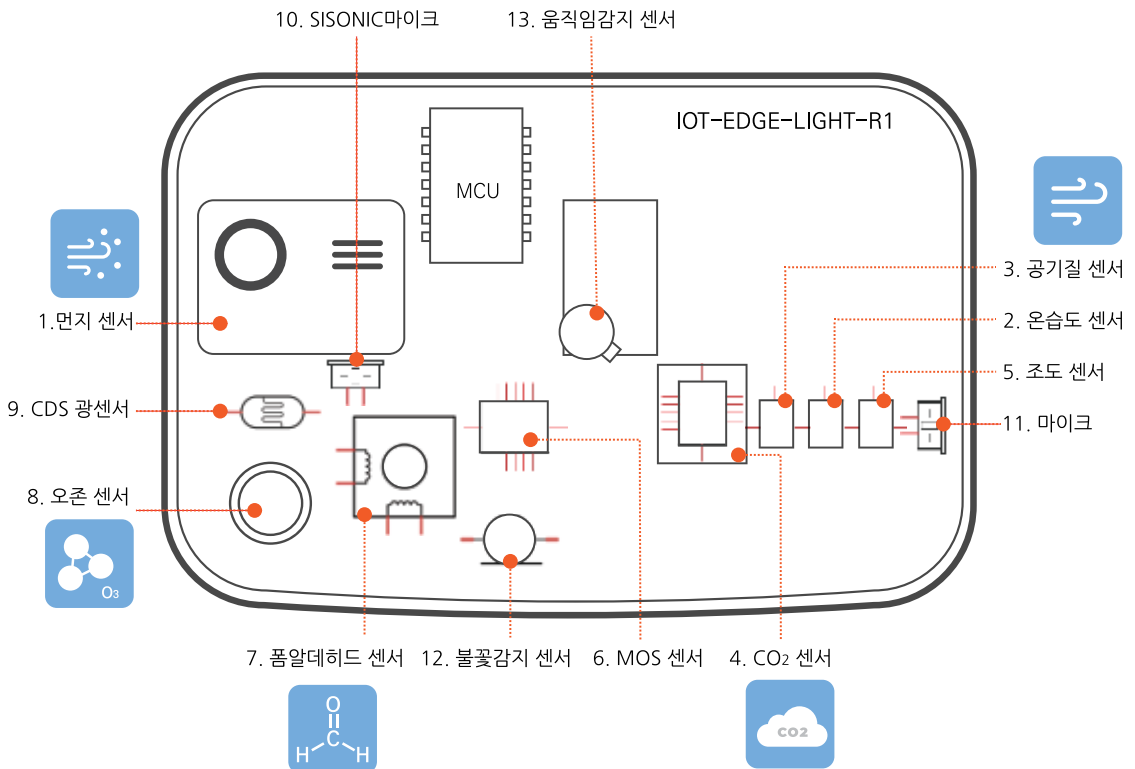 10. SISONIC마이크
13. 움직임감지 센서
IOT-EDGE-LIGHT-R1
MCU
1.먼지 센서
3. 공기질 센서
2. 온습도 센서
5. 조도 센서
9. CDS 광센서
11. 마이크
8. 오존 센서
O3
7. 폼알데히드 센서
12. 불꽃감지 센서
6. MOS 센서
4. CO2 센서
O
C
H
H
CO2